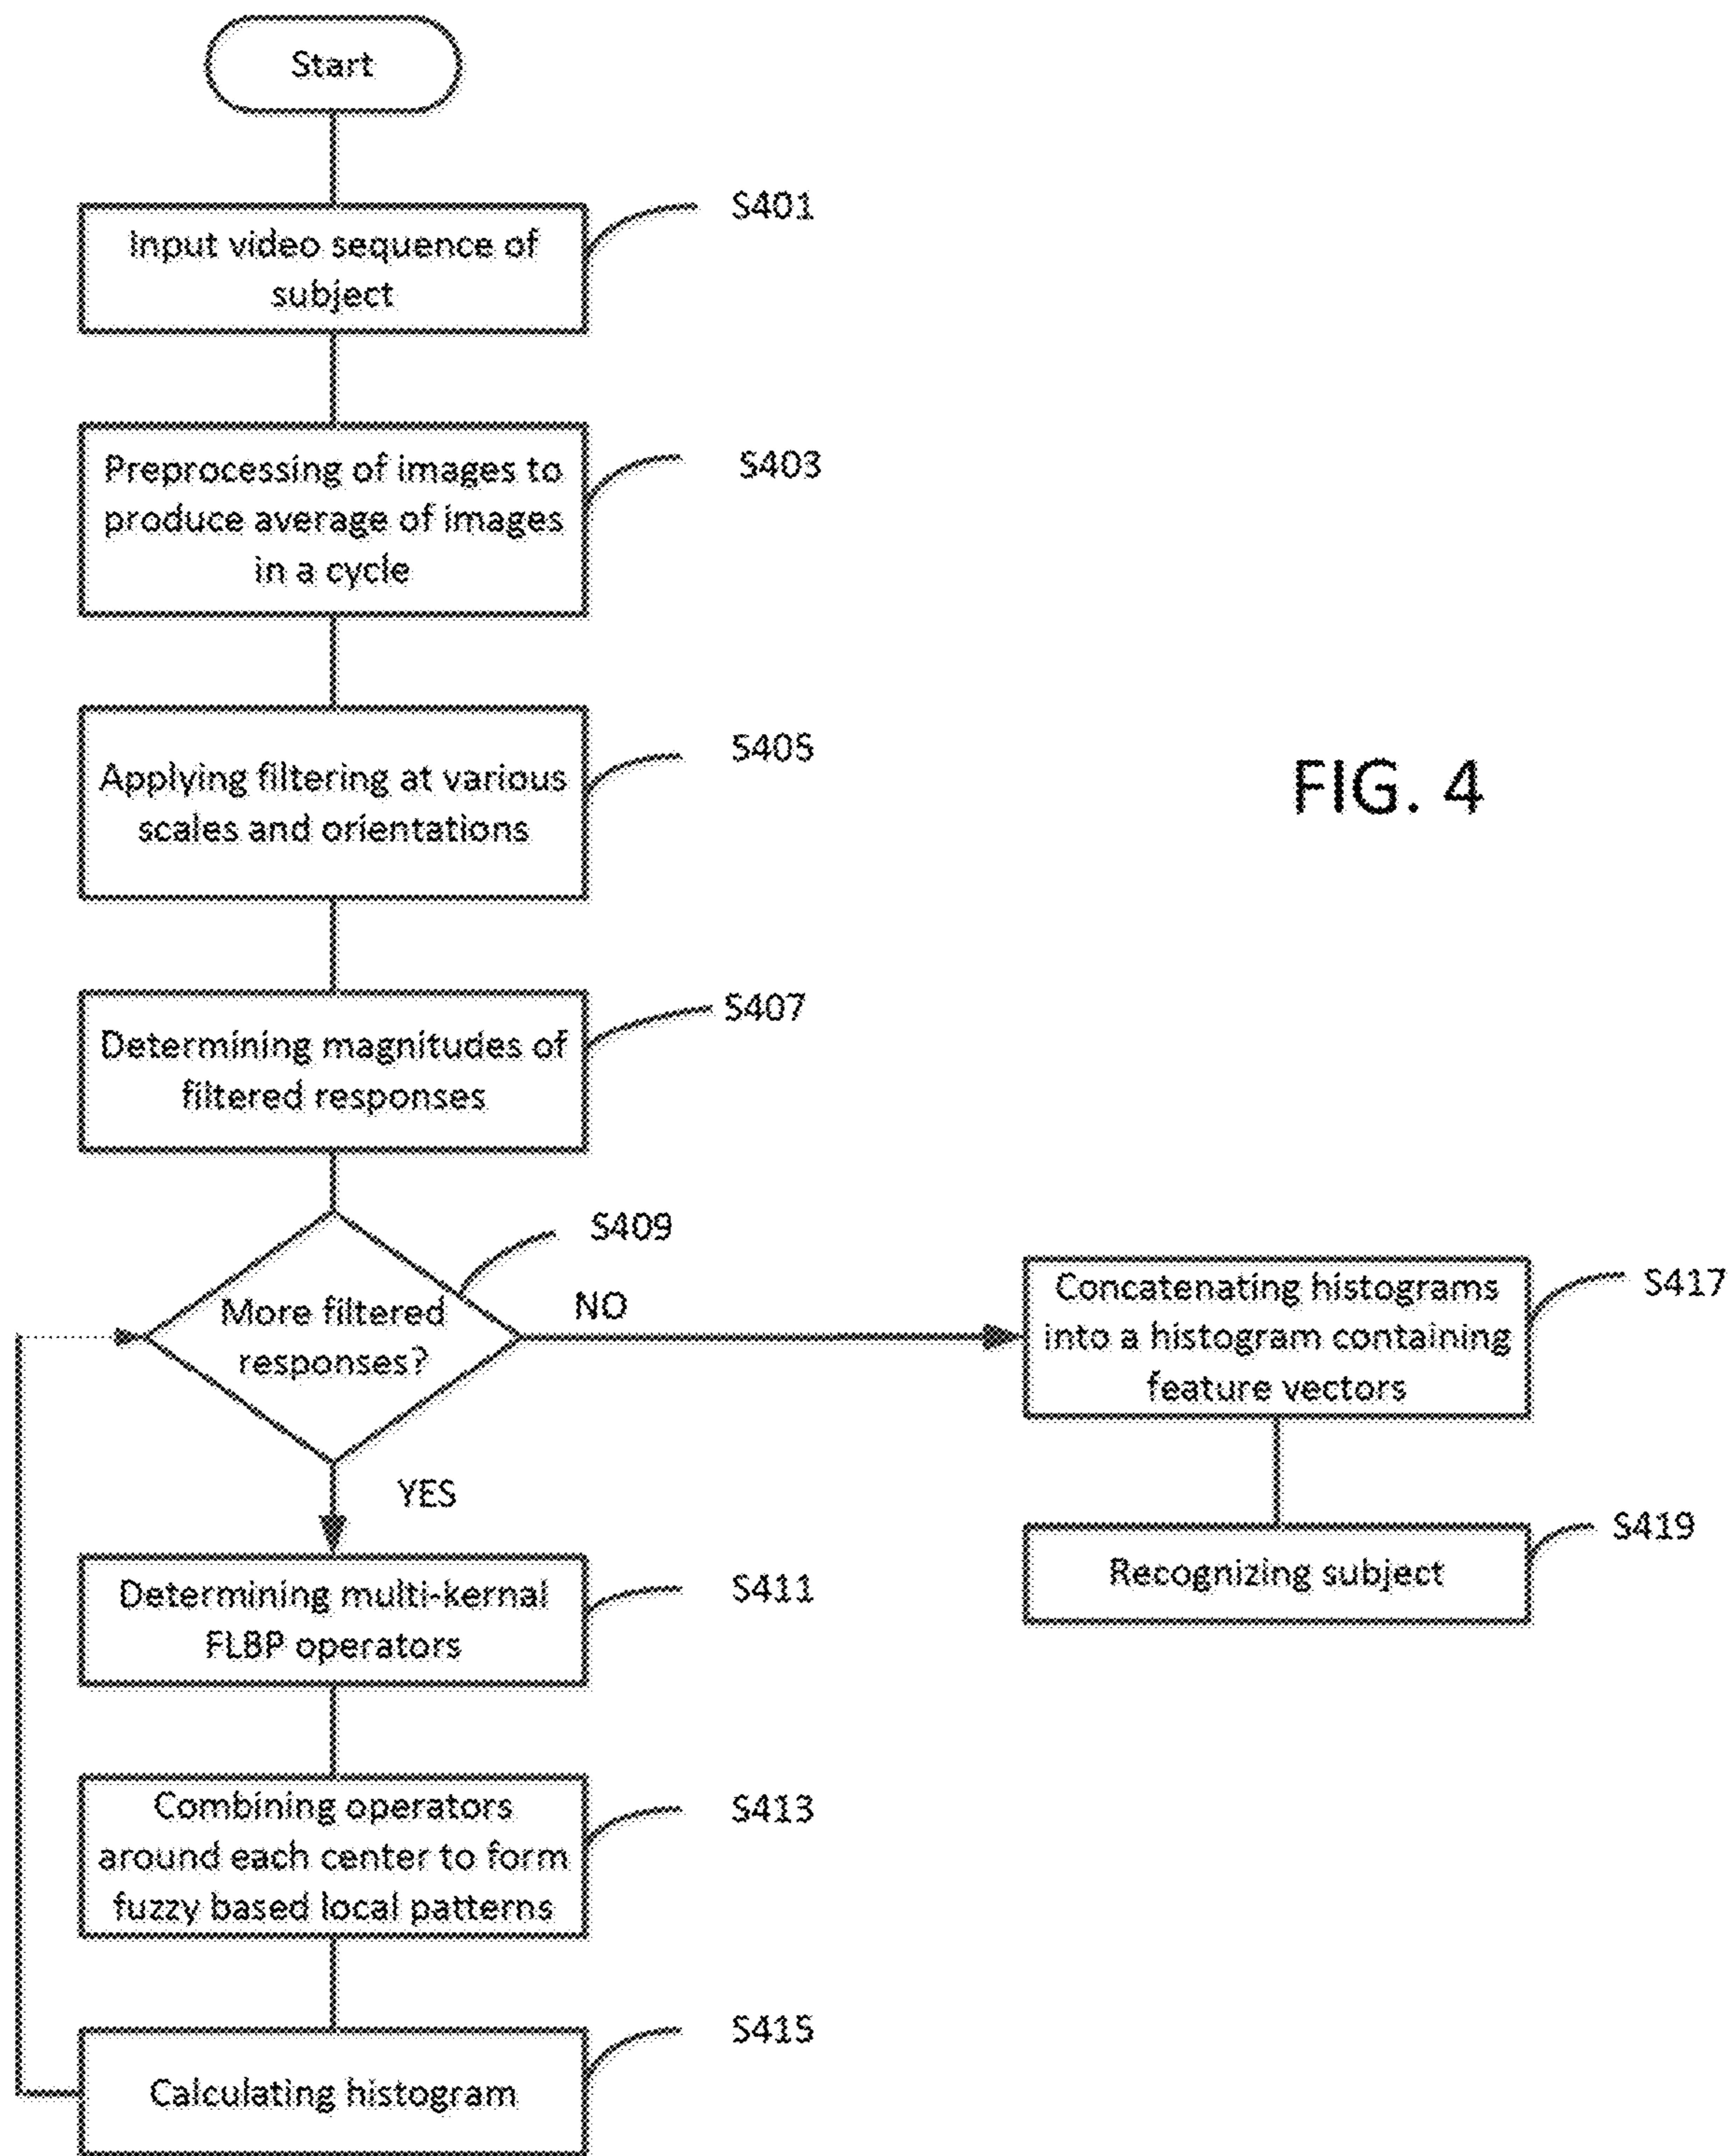 Start
S401
Input video sequence of
subject
S403
Preprocessing of images to
produce average of images
in a cycle
S405
Applying filtering at various
scales and orientations
FIG. 4
S407
Determining magnitudes of
filtered responses
S409
More filtered
responses?
NO
YES
S417
Concatenating histograms
into a histogram containing
feature vectors
S419
Recognizing subject
S411
Determining multi-kernal
FLBP operators
S413
Combining operators
around each center to form
fuzzy based local patterns
S415
Calculating histogram